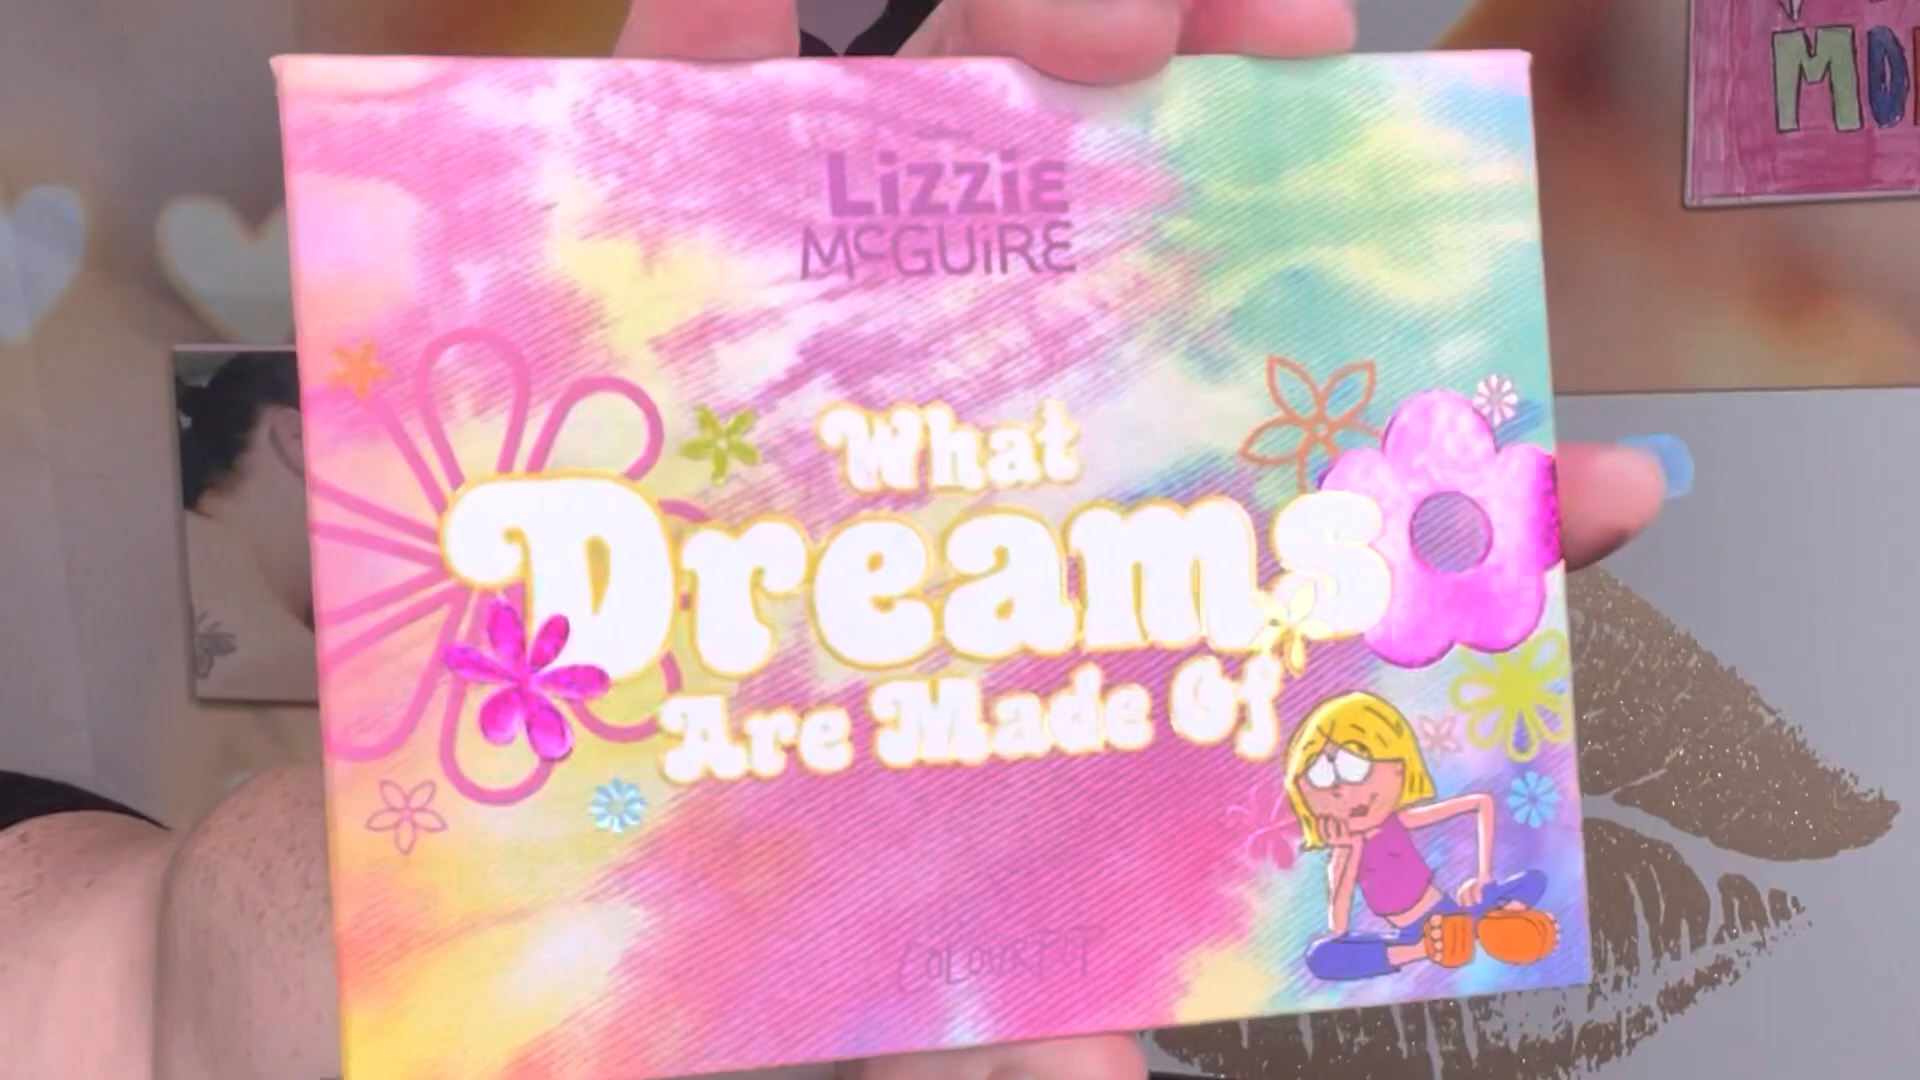 Lizzie
McGUiRE
What
Dreams
Are Made Of
COLOURPOP